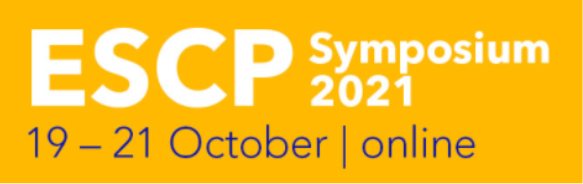 ESCP Symposium
2021
19 – 21 October | online